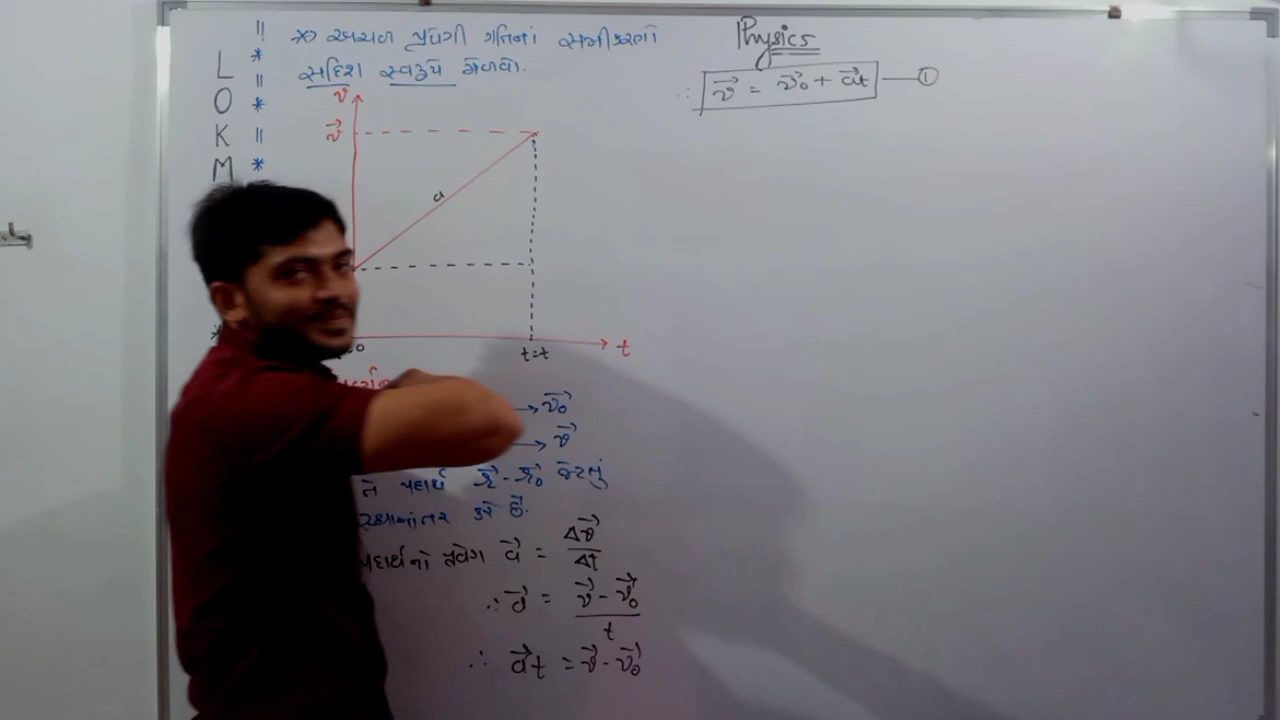 Physics
L O K M
*> અચળ પ્રવેગી ગતિનાં સમીકરણો
સદિશ સ્વરૂપે મેળવો.
∴ v⃗ = v⃗₀ + a⃗t —①
v
v⃗
a
t=t
t
→ v⃗₀
→ v⃗
તે પદાર્થ r⃗ - r⃗₀ જેટલું
સ્થાનાંતર કરે છે.
પદાર્થનો પ્રવેગ a⃗ = Δv⃗/Δt
∴ a⃗ = (v⃗ - v⃗₀)/t
∴ a⃗t = v⃗ - v⃗₀